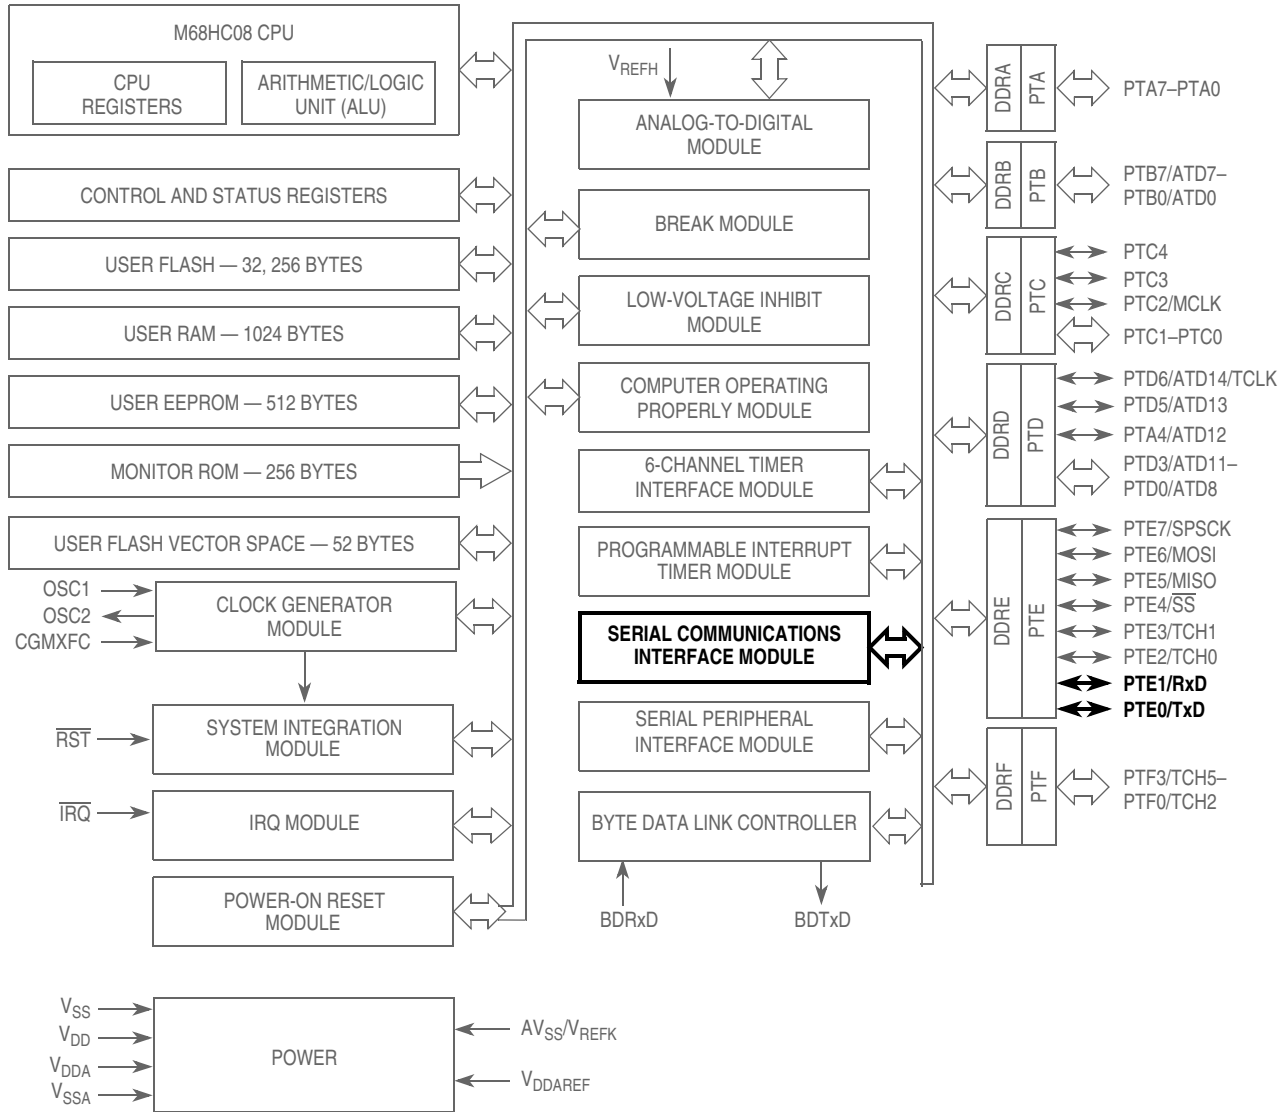 M68HC08 CPU
CPU
REGISTERS
ARITHMETIC/LOGIC
UNIT (ALU)
CONTROL AND STATUS REGISTERS
USER FLASH — 32, 256 BYTES
USER RAM — 1024 BYTES
USER EEPROM — 512 BYTES
MONITOR ROM — 256 BYTES
USER FLASH VECTOR SPACE — 52 BYTES
OSC1
OSC2
CGMXFC
CLOCK GENERATOR
MODULE
RST
SYSTEM INTEGRATION
MODULE
IRQ
IRQ MODULE
POWER-ON RESET
MODULE
VSS
VDD
VDDA
VSSA
POWER
AVSS/VREFK
VDDAREF
VREFH
ANALOG-TO-DIGITAL
MODULE
BREAK MODULE
LOW-VOLTAGE INHIBIT
MODULE
COMPUTER OPERATING
PROPERLY MODULE
6-CHANNEL TIMER
INTERFACE MODULE
PROGRAMMABLE INTERRUPT
TIMER MODULE
SERIAL COMMUNICATIONS
INTERFACE MODULE
SERIAL PERIPHERAL
INTERFACE MODULE
BYTE DATA LINK CONTROLLER
BDRxD
BDTxD
DDRA
PTA
PTA7–PTA0
DDRB
PTB
PTB7/ATD7–
PTB0/ATD0
DDRC
PTC
PTC4
PTC3
PTC2/MCLK
PTC1–PTC0
DDRD
PTD
PTD6/ATD14/TCLK
PTD5/ATD13
PTA4/ATD12
PTD3/ATD11–
PTD0/ATD8
DDRE
PTE
PTE7/SPSCK
PTE6/MOSI
PTE5/MISO
PTE4/SS
PTE3/TCH1
PTE2/TCH0
PTE1/RxD
PTE0/TxD
DDRF
PTF
PTF3/TCH5–
PTF0/TCH2